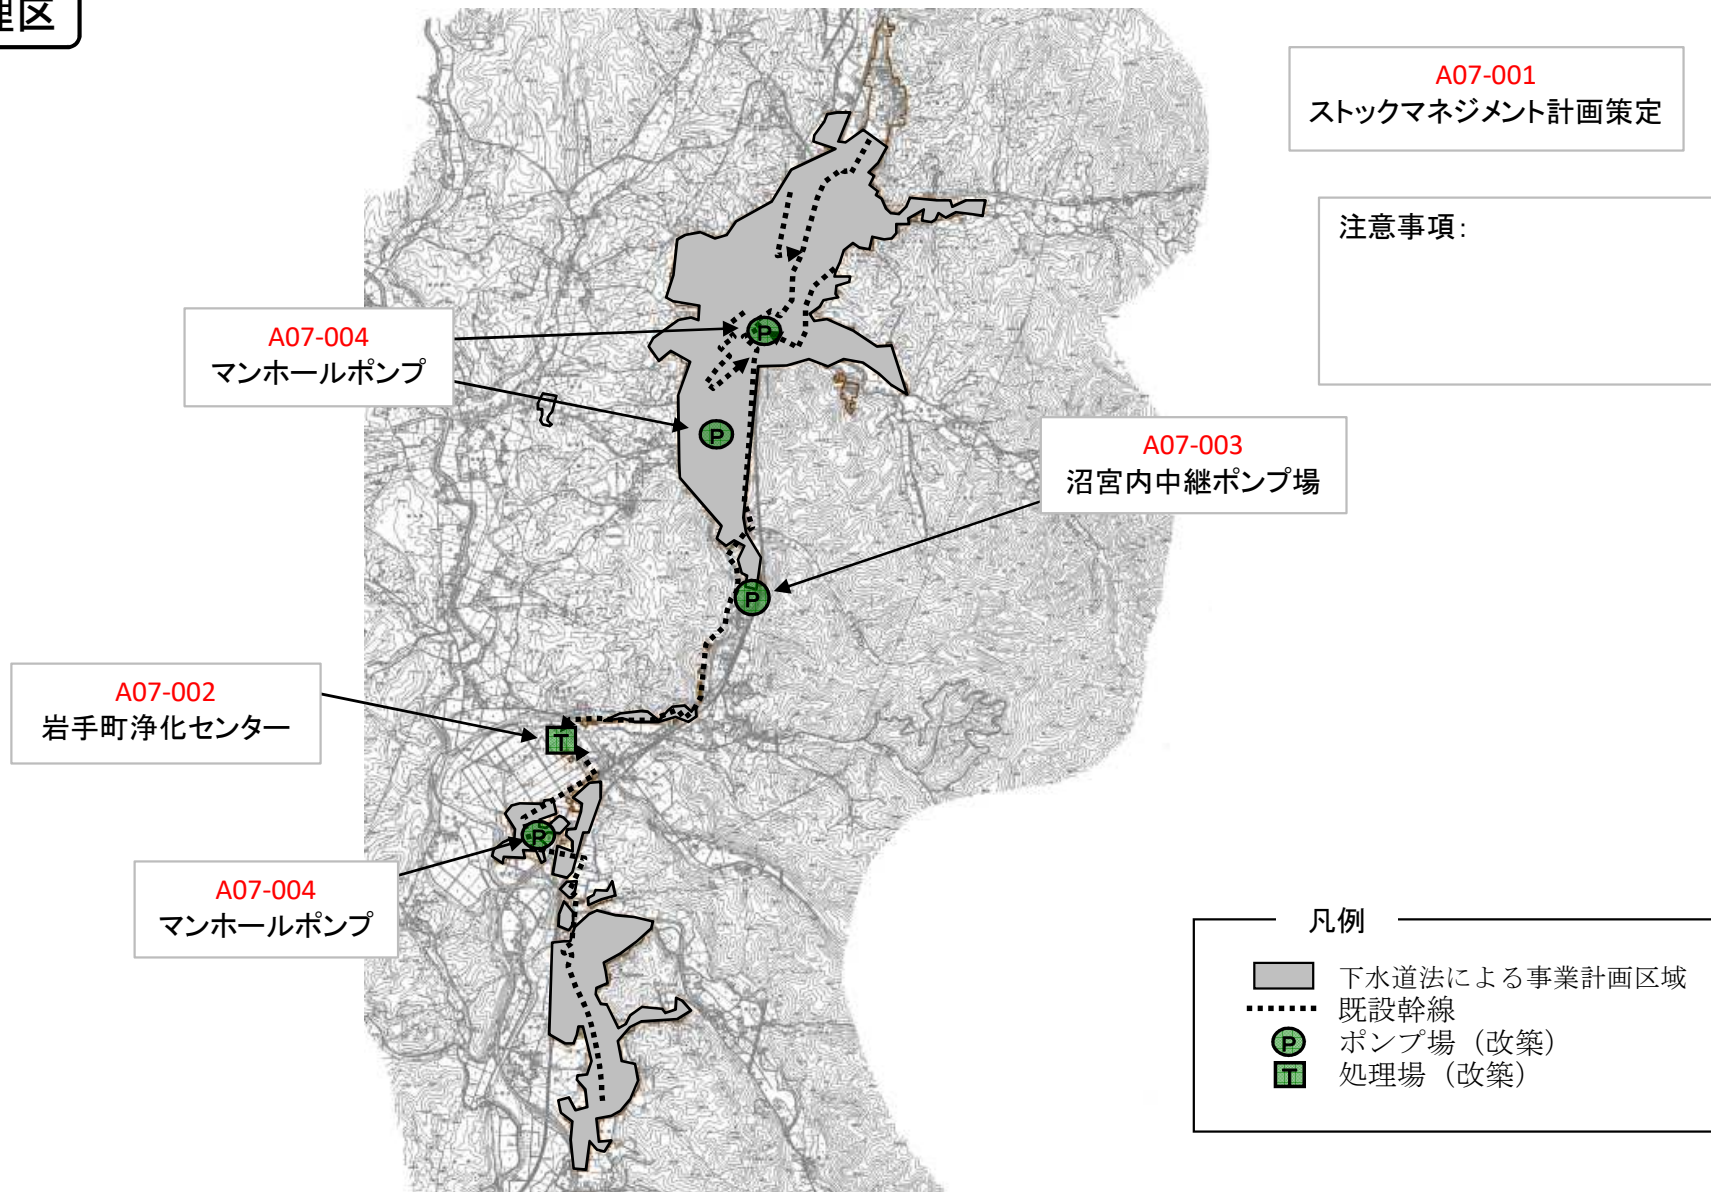 理区
A07-001
ストックマネジメント計画策定
注意事項：
A07-004
マンホールポンプ
P
P
A07-003
沼宮内中継ポンプ場
P
A07-002
岩手町浄化センター
T
P
A07-004
マンホールポンプ
凡例
下水道法による事業計画区域
既設幹線
P ポンプ場（改築）
T 処理場（改築）